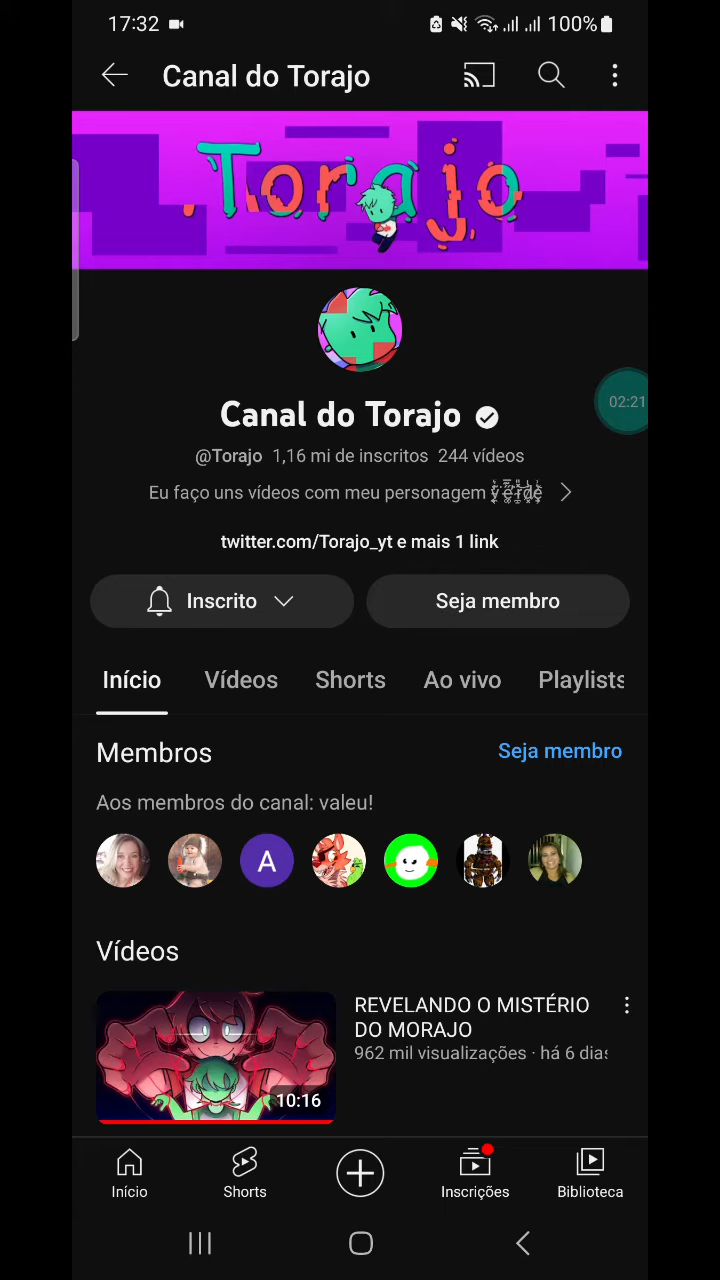 17:32 100%
Canal do Torajo
Torajo
Canal do Torajo
02:21
@Torajo 1,16 mi de inscritos 244 vídeos
Eu faço uns vídeos com meu personagem verde
twitter.com/Torajo_yt e mais 1 link
Inscrito Seja membro
Início Vídeos Shorts Ao vivo Playlists
Membros Seja membro
Aos membros do canal: valeu!
A
Vídeos
REVELANDO O MISTÉRIO
DO MORAJO
962 mil visualizações · há 6 dias
10:16
Início Shorts Inscrições Biblioteca